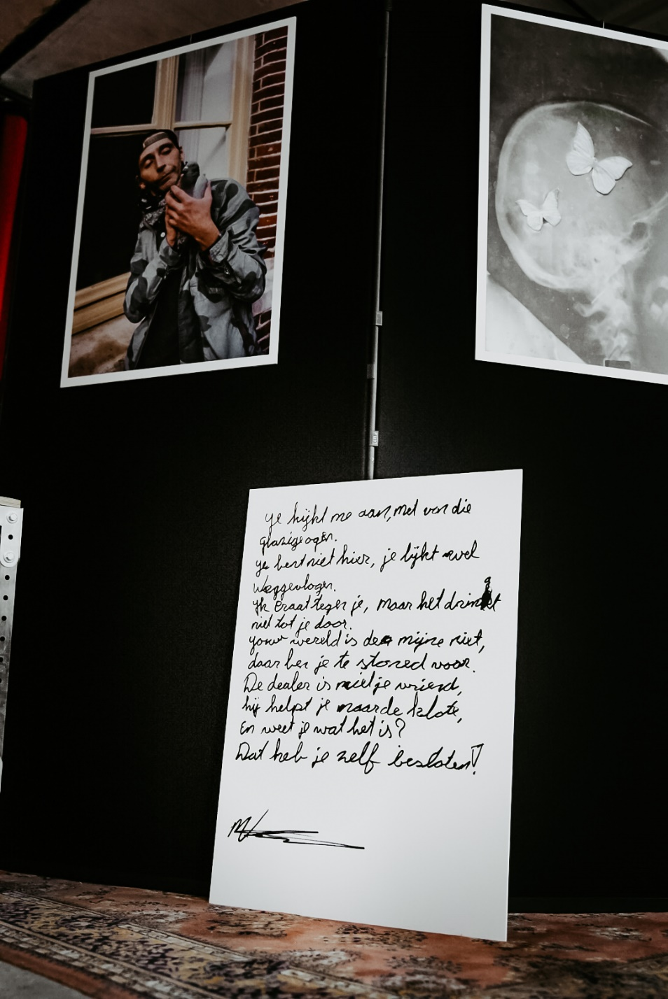 Je kijkt me aan, met van die
glazige ogen.
Je bent niet hier, je lijkt wel
weggevlogen.
Ik praat tegen je, maar het dringt
niet tot je door.
Jouw wereld is de mijne niet,
daar ben je te stoned voor.
De dealer is niet je vriend,
hij helpt je naar de klote,
En weet je wat het is?
Dat heb je zelf besloten!